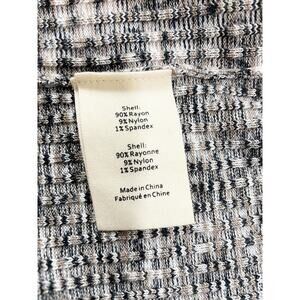 Shell:
90% Rayon
9% Nylon
1% Spandex
Shell:
90% Rayonne
9% Nylon
1% Spandex
Made in China
Fabriqué en Chine